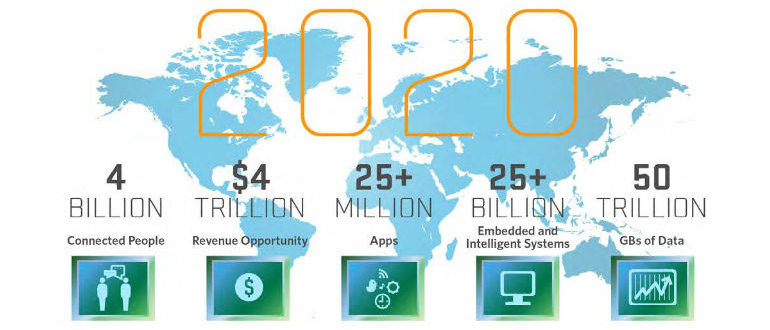 2020
4
BILLION
Connected People
$4
TRILLION
Revenue Opportunity
25+
MILLION
Apps
25+
BILLION
Embedded and
Intelligent Systems
50
TRILLION
GBs of Data
$